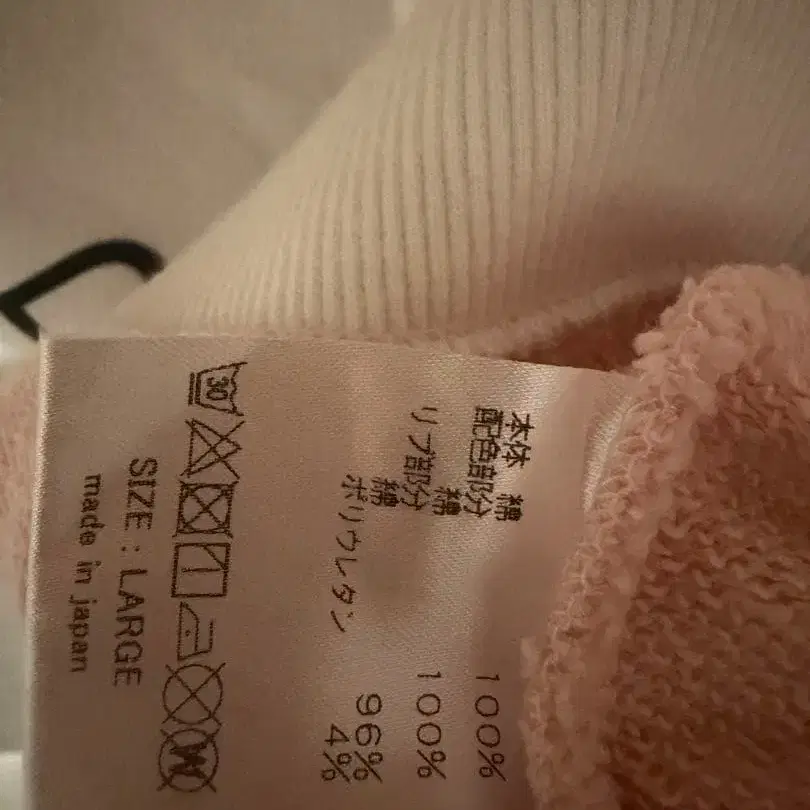 本体 綿 100%
配色部分 綿 100%
リブ部分 綿 96%
ポリウレタン 4%
30
W
SIZE : LARGE
made in japan